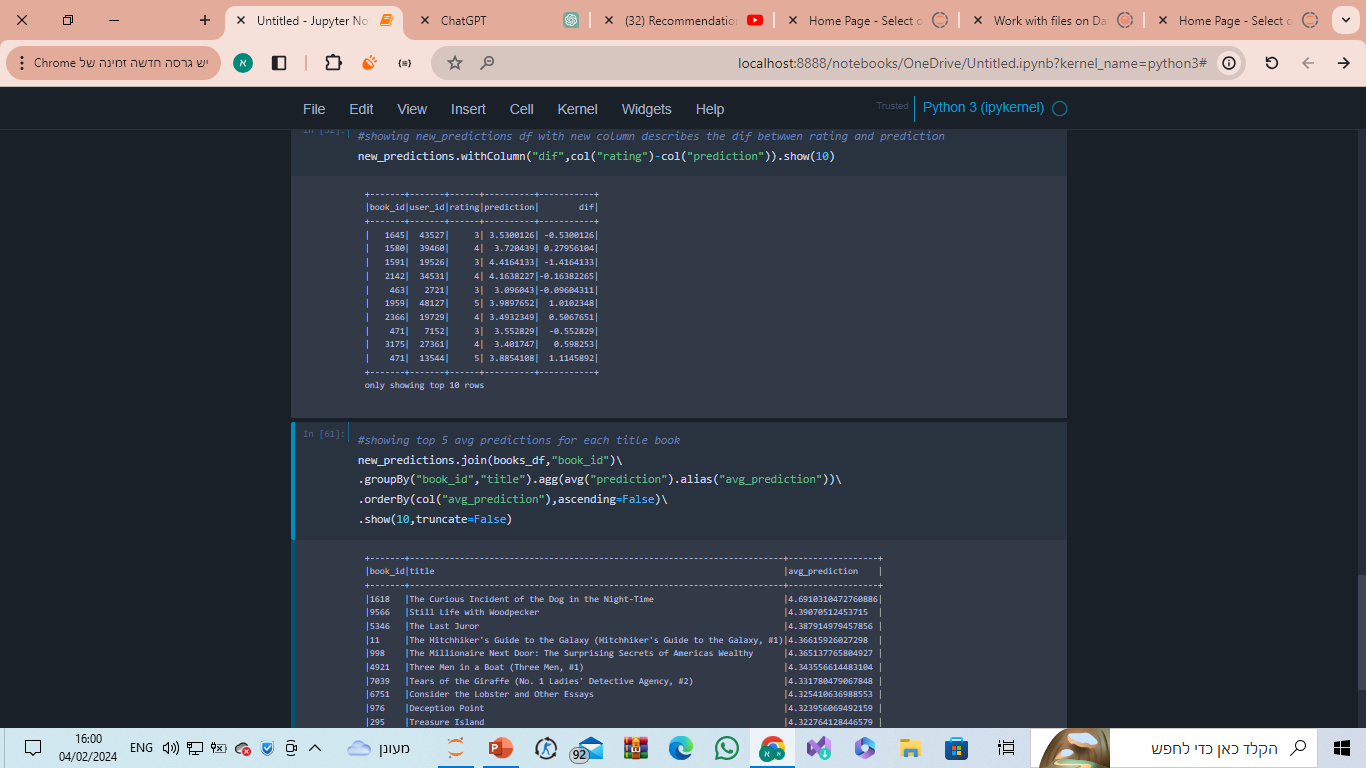 Untitled - Jupyter No
ChatGPT
(32) Recommendatio
Home Page - Select o
Work with files on Da
Home Page - Select o
יש גרסה חדשה זמינה של Chrome
א
localhost:8888/notebooks/OneDrive/Untitled.ipynb?kernel_name=python3#
File Edit View Insert Cell Kernel Widgets Help
Trusted
Python 3 (ipykernel)
In [52]:
#showing new_predictions df with new column describes the dif betwwen rating and prediction
new_predictions.withColumn("dif",col("rating")-col("prediction")).show(10)
+-------+-------+------+----------+-----------+
|book_id|user_id|rating|prediction|        dif|
+-------+-------+------+----------+-----------+
|   1645|  43527|     3| 3.5300126| -0.5300126|
|   1580|  39460|     4|  3.720439| 0.27956104|
|   1591|  19526|     3| 4.4164133| -1.4164133|
|   2142|  34531|     4| 4.1638227|-0.16382265|
|    463|   2721|     3|  3.096043|-0.09604311|
|   1959|  48127|     5| 3.9897652|  1.0102348|
|   2366|  19729|     4| 3.4932349|  0.5067651|
|    471|   7152|     3|  3.552829|  -0.552829|
|   3175|  27361|     4|  3.401747|   0.598253|
|    471|  13544|     5| 3.8854108|  1.1145892|
+-------+-------+------+----------+-----------+
only showing top 10 rows
In [61]:
#showing top 5 avg predictions for each title book
new_predictions.join(books_df,"book_id")\
.groupBy("book_id","title").agg(avg("prediction").alias("avg_prediction"))\
.orderBy(col("avg_prediction"),ascending=False)\
.show(10,truncate=False)
+-------+---------------------------------------------------------------------------+------------------+
|book_id|title                                                                      |avg_prediction    |
+-------+---------------------------------------------------------------------------+------------------+
|1618   |The Curious Incident of the Dog in the Night-Time                          |4.6910310472760886|
|9566   |Still Life with Woodpecker                                                 |4.39070512453715  |
|5346   |The Last Juror                                                             |4.387914979457856 |
|11     |The Hitchhiker's Guide to the Galaxy (Hitchhiker's Guide to the Galaxy, #1)|4.36615926027298  |
|998    |The Millionaire Next Door: The Surprising Secrets of Americas Wealthy      |4.365137765804927 |
|4921   |Three Men in a Boat (Three Men, #1)                                        |4.343556614483104 |
|7039   |Tears of the Giraffe (No. 1 Ladies' Detective Agency, #2)                  |4.331780479067848 |
|6751   |Consider the Lobster and Other Essays                                      |4.325410636988553 |
|976    |Deception Point                                                            |4.323956069492159 |
|295    |Treasure Island                                                            |4.322764128446579 |
16:00
04/02/2024
ENG
מעונן
92
א
הקלד כאן כדי לחפש